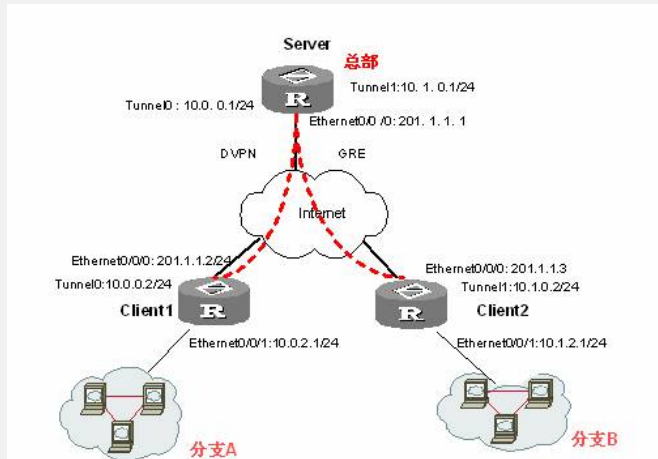 Server
总部
Tunnel1:10. 1. 0.1/24
Tunnel0 : 10.0. 0.1/24
R
Ethernet0/0 /0: 201. 1. 1. 1
DVPN
GRE
Internet
Ethernet0/0/0: 201.1.1.2/24
Ethernet0/0/0: 201.1.1.3
Tunnel0:10.0.0.2/24
Tunnel1:10.1.0.2/24
Client1
R
R
Client2
Ethernet0/0/1:10.0.2.1/24
Ethernet0/0/1:10.1.2.1/24
分支A
分支B